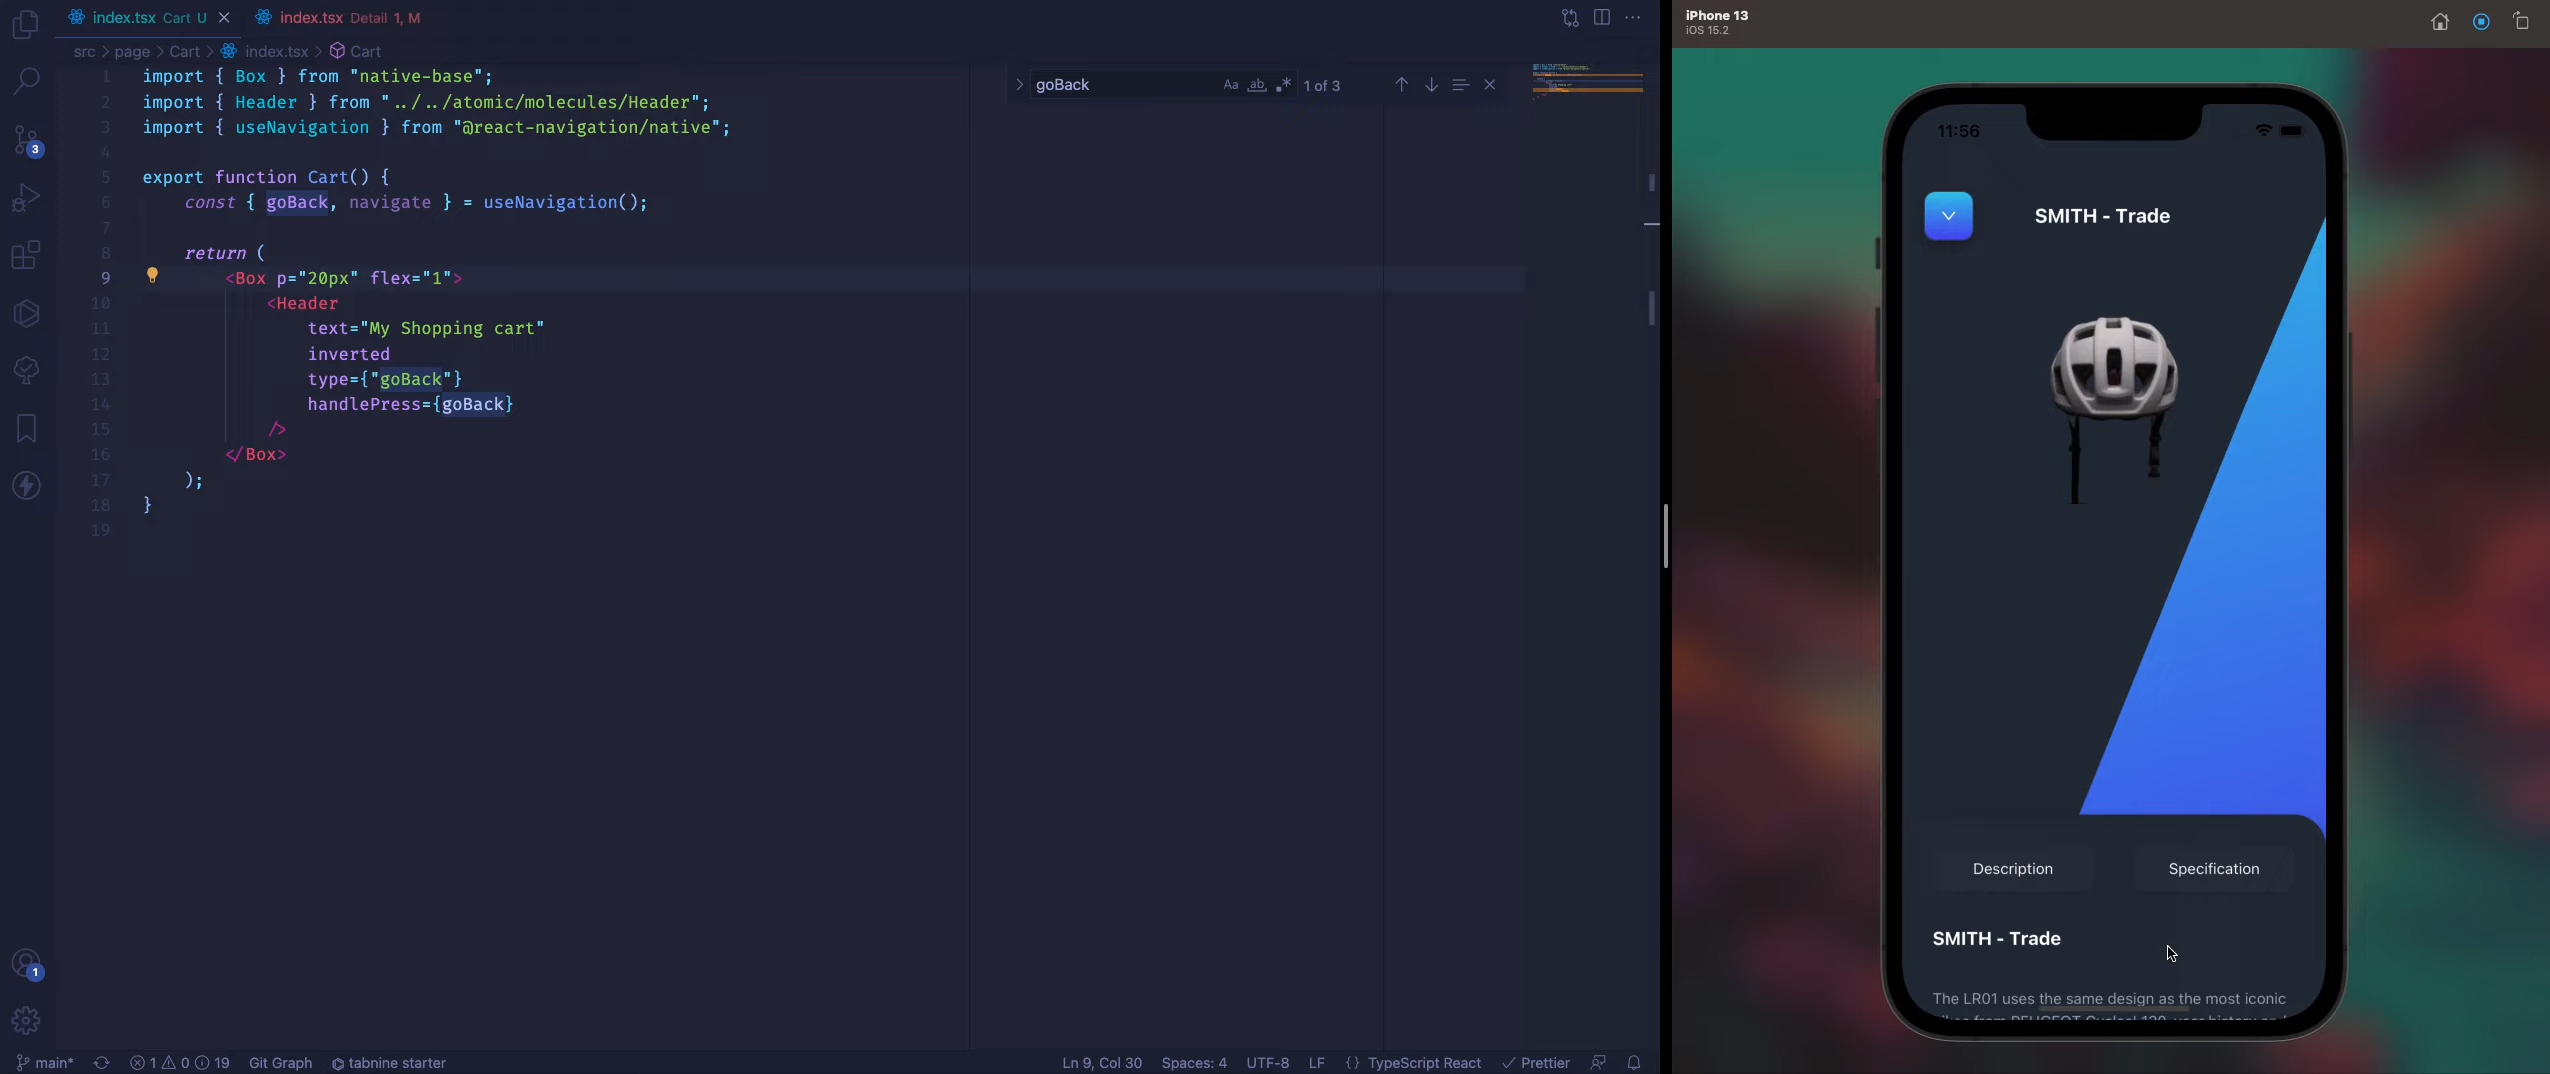 index.tsx Cart U
index.tsx Detail 1, M
src > page > Cart > index.tsx > Cart
1 import { Box } from "native-base";
2 import { Header } from "../../atomic/molecules/Header";
3 import { useNavigation } from "@react-navigation/native";
4
5 export function Cart() {
6 const { goBack, navigate } = useNavigation();
7
8 return (
9 <Box p="20px" flex="1">
10 <Header
11 text="My Shopping cart"
12 inverted
13 type={"goBack"}
14 handlePress={goBack}
15 />
16 </Box>
17 );
18 }
19
goBack Aa ab 1 of 3
3
1
main* 1 0 19 Git Graph tabnine starter
Ln 9, Col 30 Spaces: 4 UTF-8 LF {} TypeScript React Prettier
iPhone 13
iOS 15.2
11:56
SMITH - Trade
Description Specification
SMITH - Trade
The LR01 uses the same design as the most iconic